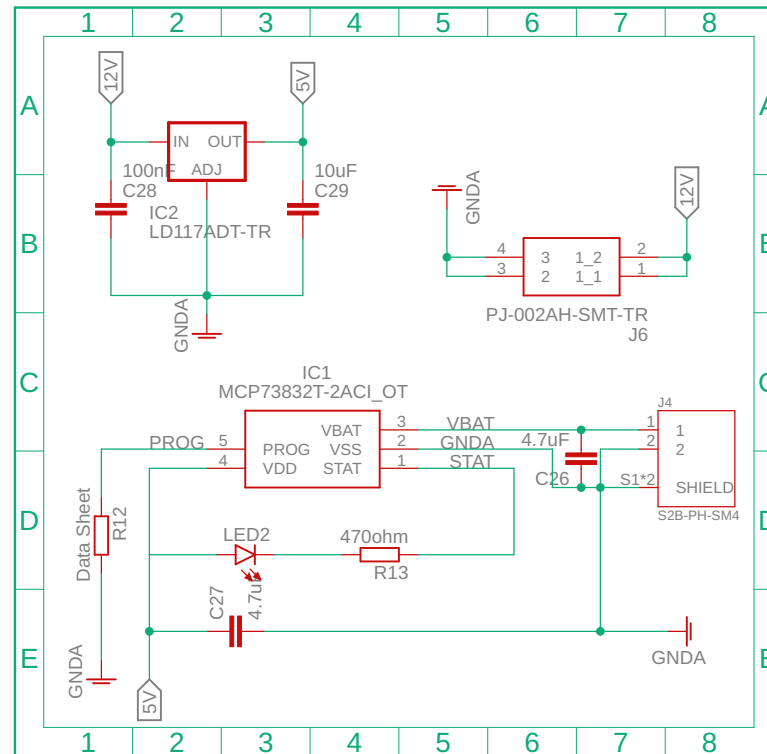 1 2 3 4 5 6 7 8
A A
12V 5V
IN OUT
ADJ
100nF
C28
10uF
C29
IC2
LD117ADT-TR
GNDA
12V
B B
4 3 1_2 2
3 2 1_1 1
PJ-002AH-SMT-TR
J6
GNDA
IC1
MCP73832T-2ACI_OT
C C
J4
VBAT 3 VBAT 1 1
PROG 5 PROG VSS 2 GNDA 4.7uF 2 2
4 VDD STAT 1 STAT
C26 S1*2 SHIELD
S2B-PH-SM4
D D
Data Sheet
R12
LED2 470ohm
R13
C27
4.7u
E E
GNDA
GNDA
5V
1 2 3 4 5 6 7 8